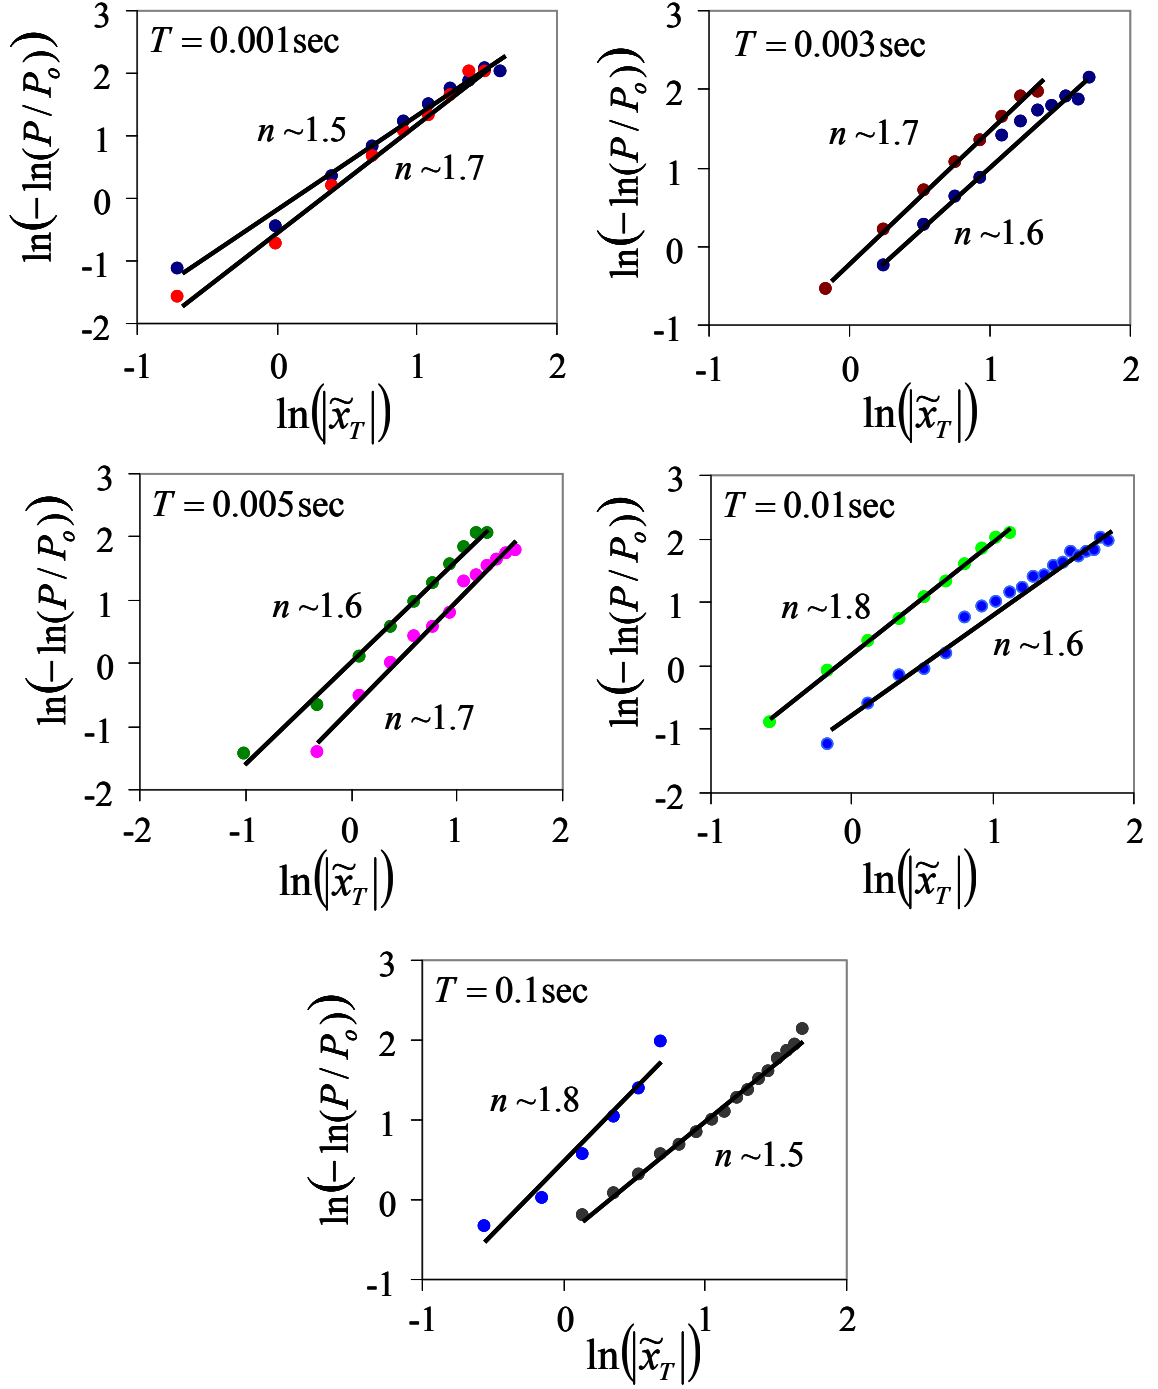 T = 0.001sec
ln(−ln(P/Pₒ))
3
2
1
0
-1
-2
n ~1.5
n ~1.7
-1 0 1 2
ln(|x̃_T|)
T = 0.003sec
ln(−ln(P/Pₒ))
3
2
1
0
-1
n ~1.7
n ~1.6
-1 0 1 2
ln(|x̃_T|)
T = 0.005sec
ln(−ln(P/Pₒ))
3
2
1
0
-1
-2
n ~1.6
n ~1.7
-2 -1 0 1 2
ln(|x̃_T|)
T = 0.01sec
ln(−ln(P/Pₒ))
3
2
1
0
-1
-2
n ~1.8
n ~1.6
-1 0 1 2
ln(|x̃_T|)
T = 0.1sec
ln(−ln(P/Pₒ))
3
2
1
0
-1
n ~1.8
n ~1.5
-1 0 1 2
ln(|x̃_T|)